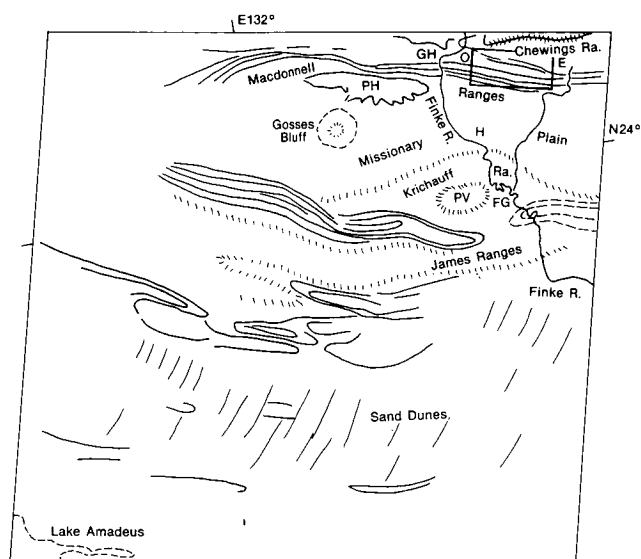 E132°
GH
O
Chewings Ra.
E
Macdonnell
PH
Ranges
Finke R.
Gosses
Bluff
H
Plain
N24°
Missionary
Krichauff
Ra.
PV
FG
James Ranges
Finke R.
Sand Dunes
Lake Amadeus